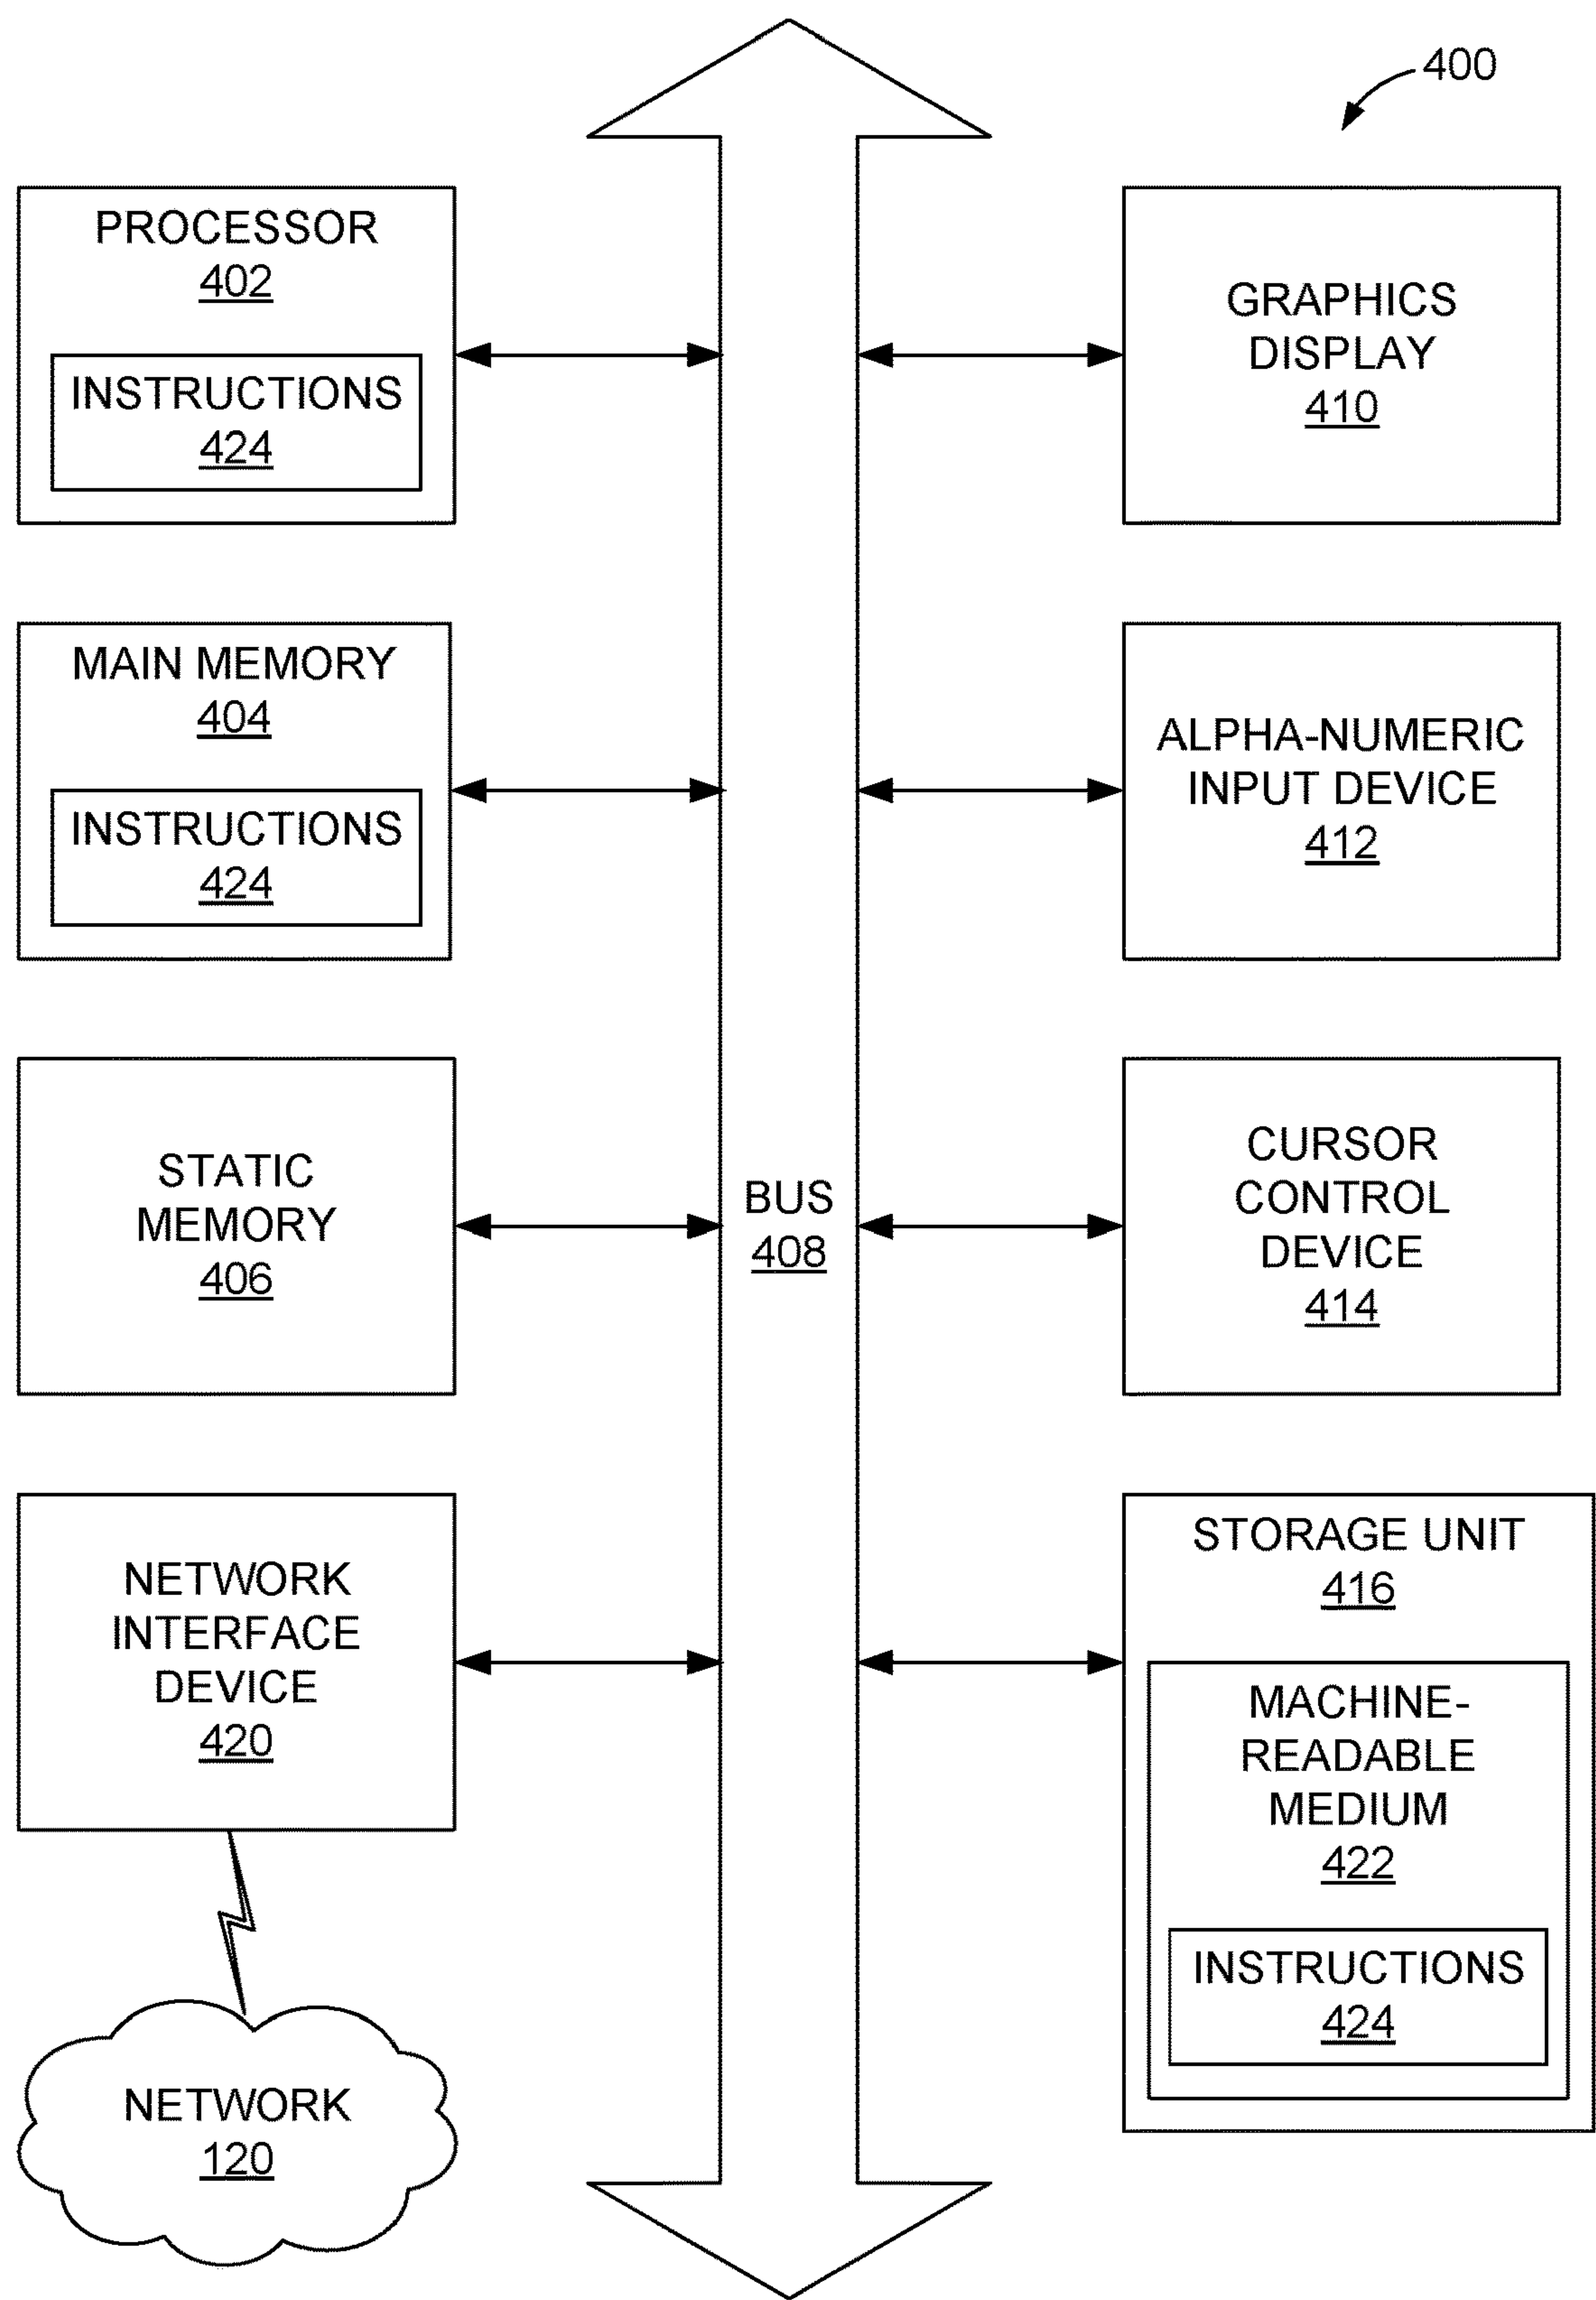 400
PROCESSOR
402
INSTRUCTIONS
424
GRAPHICS
DISPLAY
410
MAIN MEMORY
404
INSTRUCTIONS
424
ALPHA-NUMERIC
INPUT DEVICE
412
STATIC
MEMORY
406
BUS
408
CURSOR
CONTROL
DEVICE
414
NETWORK
INTERFACE
DEVICE
420
STORAGE UNIT
416
MACHINE-
READABLE
MEDIUM
422
INSTRUCTIONS
424
NETWORK
120